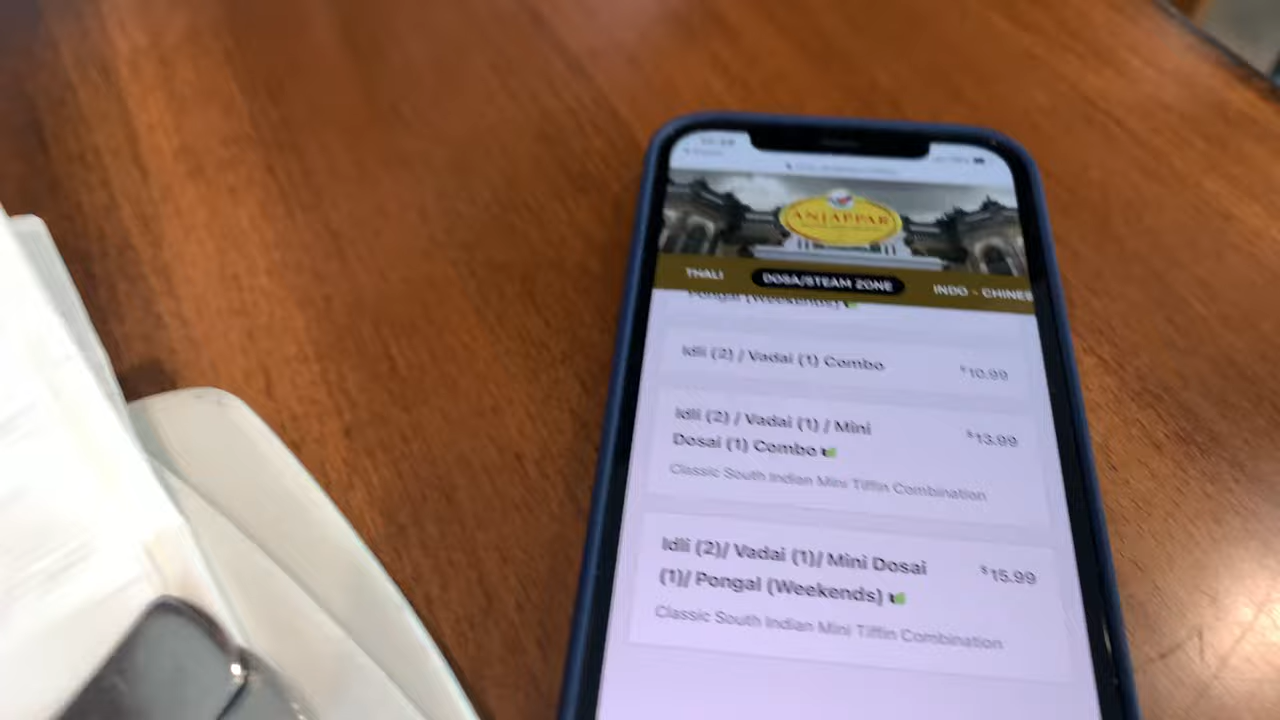 ANJAPPAR
THALI
DOSA/STEAM ZONE
INDO - CHINES
Pongal (Weekends)
Idli (2) / Vadai (1) Combo
$10.99
Idli (2) / Vadai (1) / Mini
Dosai (1) Combo
$13.99
Classic South Indian Mini Tiffin Combination
Idli (2)/ Vadai (1)/ Mini Dosai
(1)/ Pongal (Weekends)
$15.99
Classic South Indian Mini Tiffin Combination